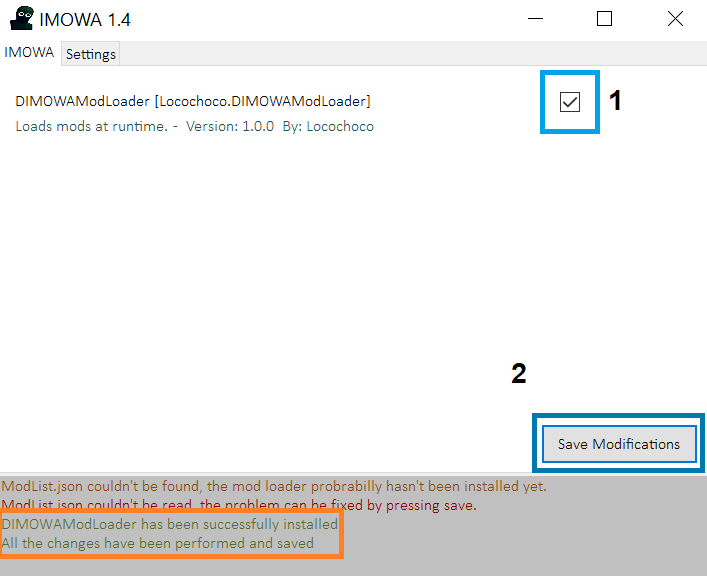 IMOWA 1.4
IMOWA Settings
DIMOWAModLoader [Locochoco.DIMOWAModLoader]
1
Loads mods at runtime. - Version: 1.0.0 By: Locochoco
2
Save Modifications
ModList.json couldn't be found, the mod loader probrabilly hasn't been installed yet.
ModList.json couldn't be read, the problem can be fixed by pressing save.
DIMOWAModLoader has been successfully installed
All the changes have been performed and saved